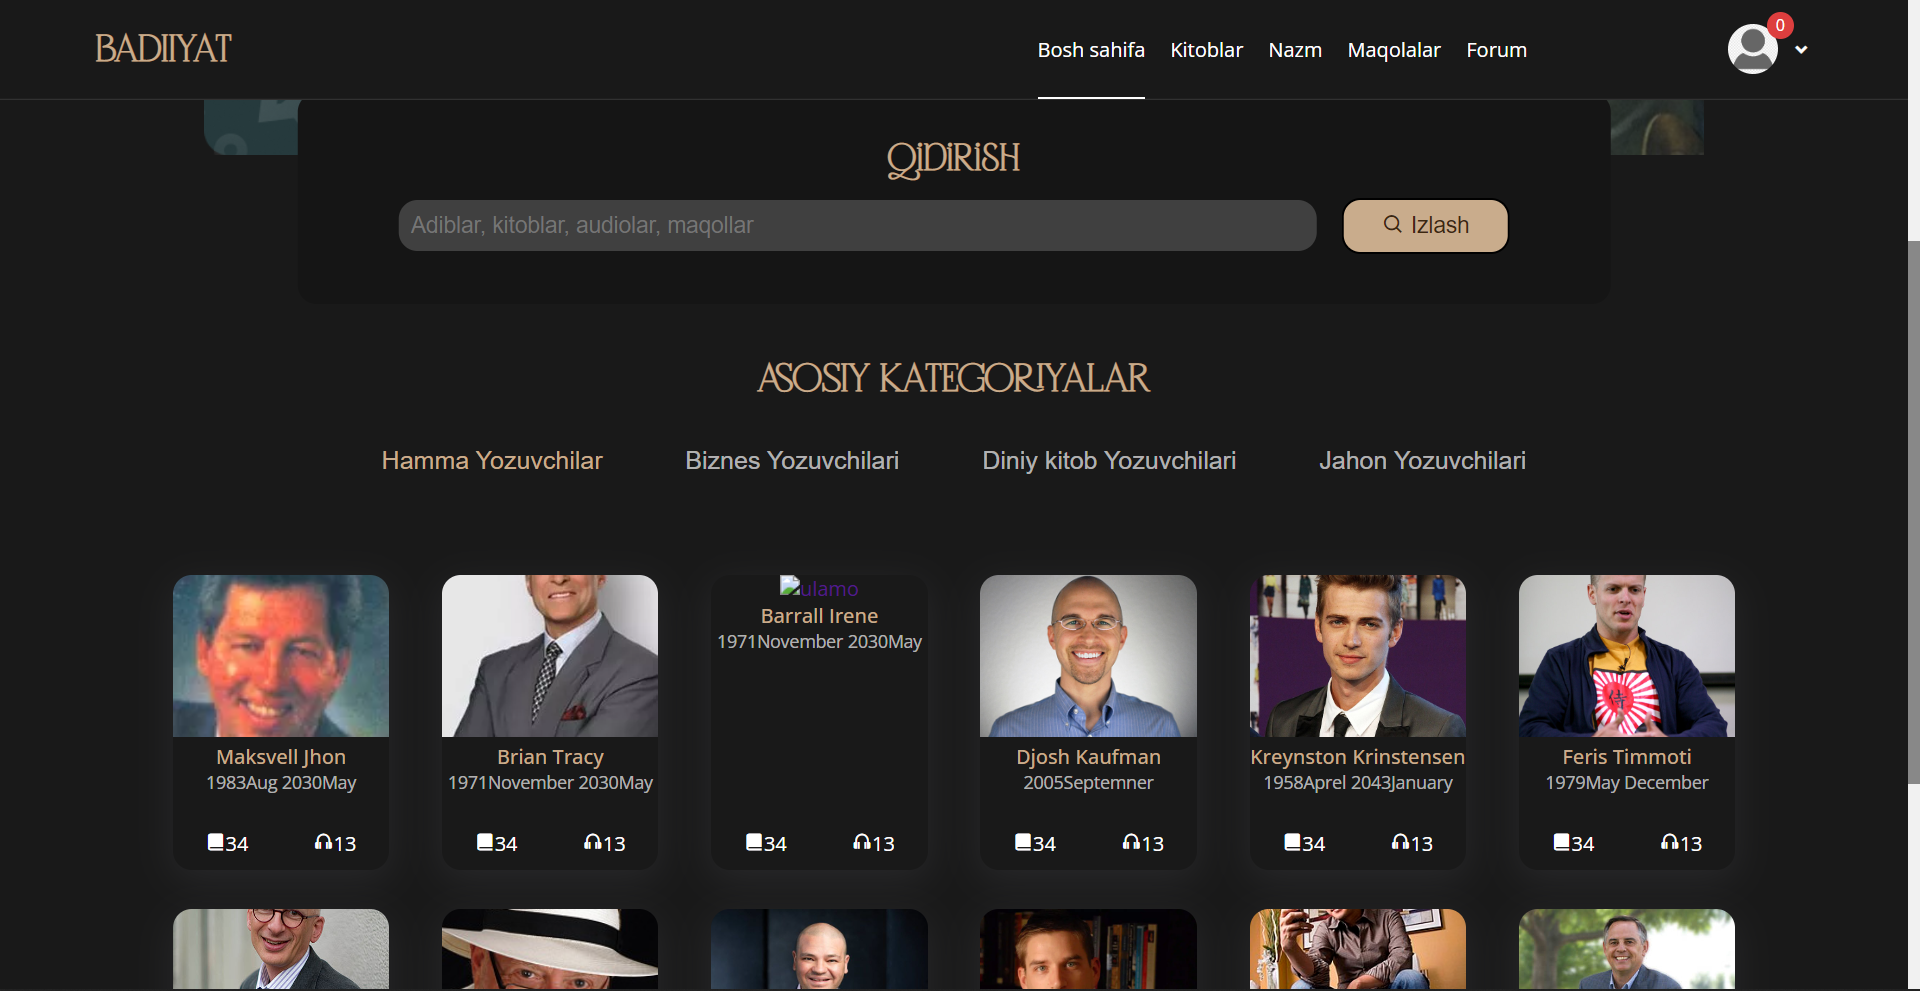 BADIIYAT
Bosh sahifa Kitoblar Nazm Maqolalar Forum
0
QIDIRISH
Adiblar, kitoblar, audiolar, maqollar
Izlash
ASOSIY KATEGORIYALAR
Hamma Yozuvchilar Biznes Yozuvchilari Diniy kitob Yozuvchilari Jahon Yozuvchilari
Maksvell Jhon
1983Aug 2030May
34 13
Brian Tracy
1971November 2030May
34 13
ulamo
Barrall Irene
1971November 2030May
34 13
Djosh Kaufman
2005Septemner
34 13
Kreynston Krinstensen
1958Aprel 2043January
34 13
侍
Feris Timmoti
1979May December
34 13